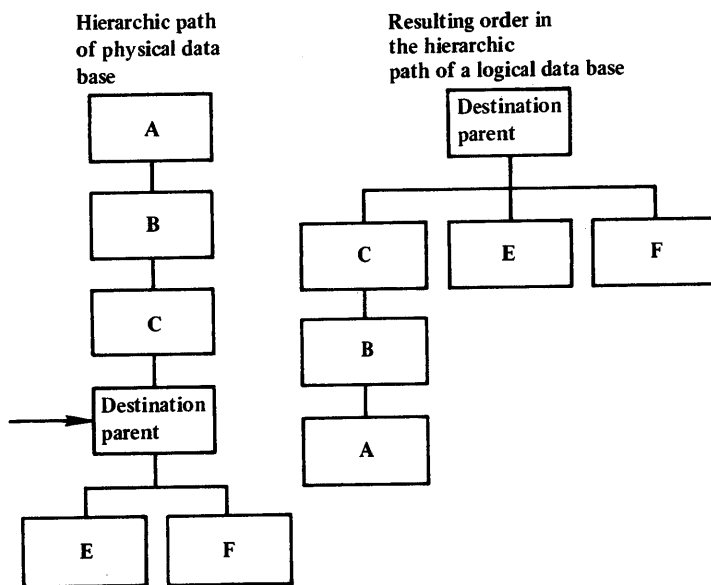 Hierarchic path
of physical data
base
A
B
C
Destination
parent
E
F
Resulting order in
the hierarchic
path of a logical data base
Destination
parent
C
E
F
B
A